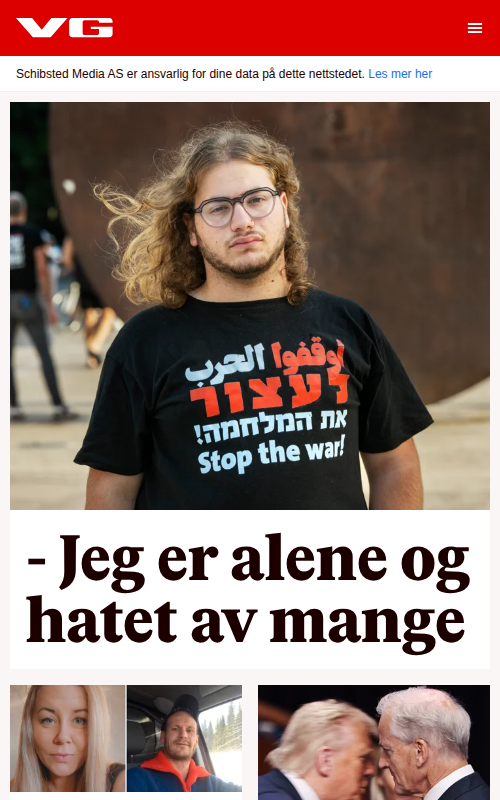 VG
Schibsted Media AS er ansvarlig for dine data på dette nettstedet. Les mer her
أوقفوا الحرب
לעצור
את המלחמה!
Stop the war!
- Jeg er alene og
hatet av mange